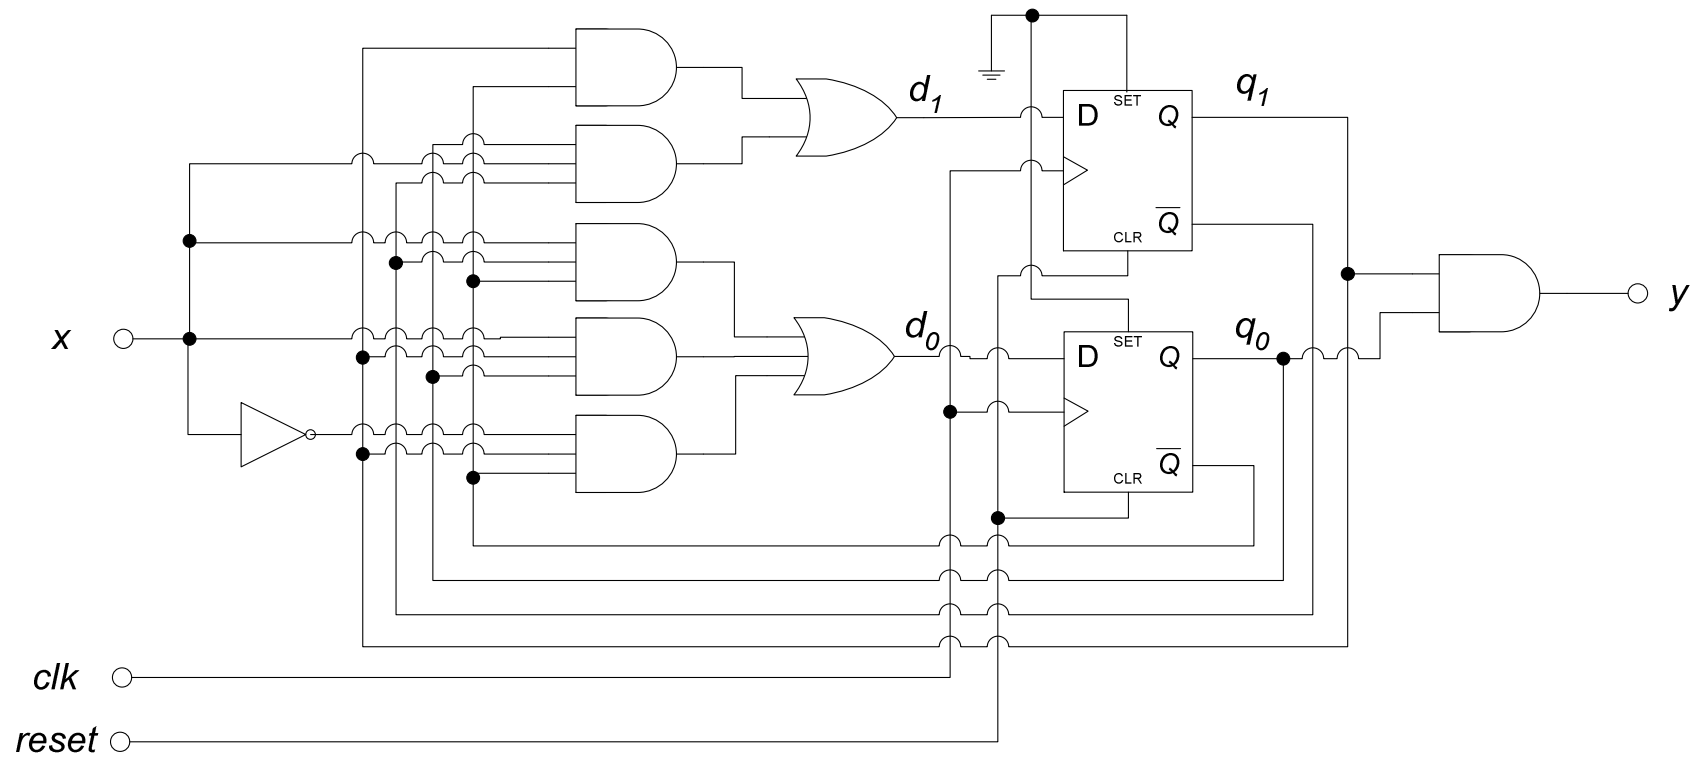 d1
SET
D
Q
Q̅
CLR
q1
x
d0
SET
D
Q
Q̅
CLR
q0
y
clk
reset